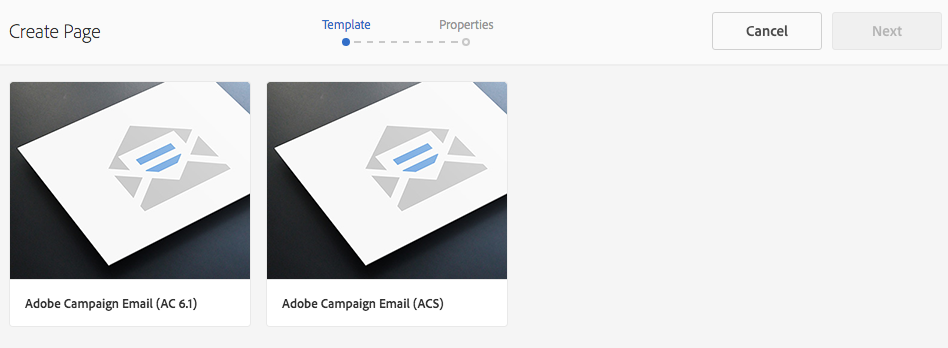 Create Page
Template
Properties
Cancel
Next
Adobe Campaign Email (AC 6.1)
Adobe Campaign Email (ACS)